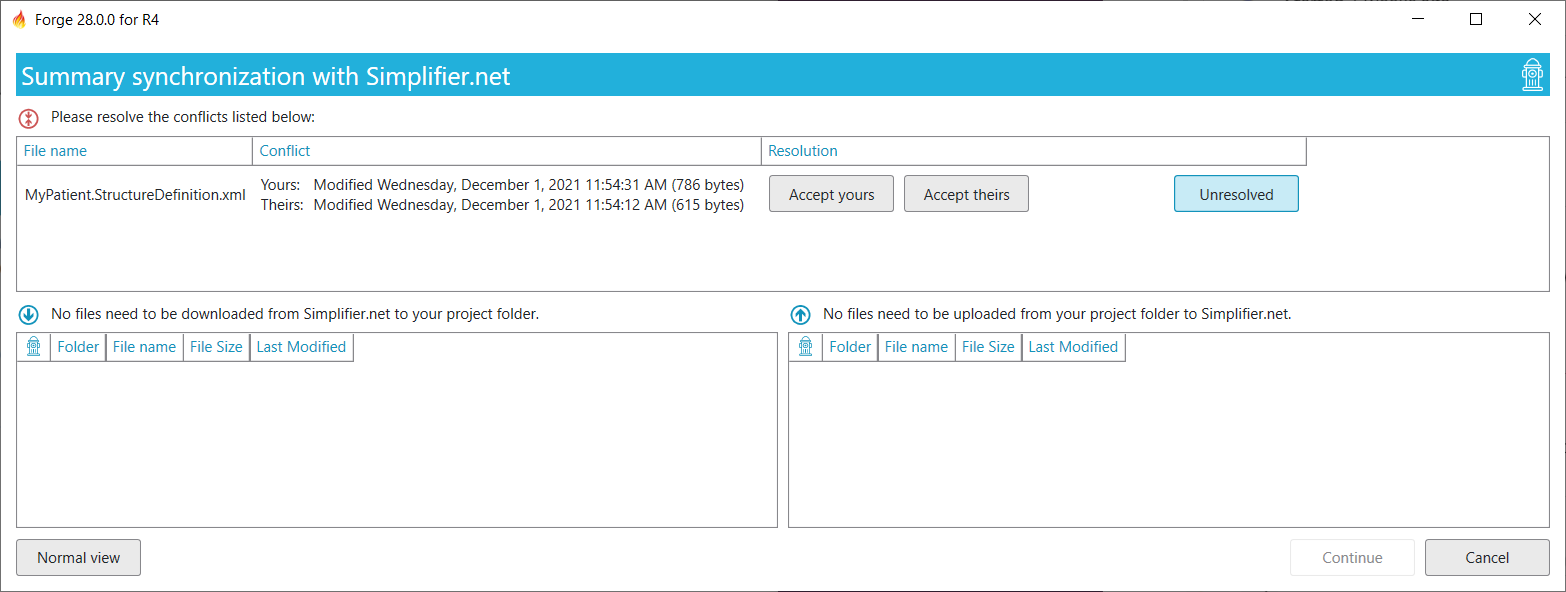 Forge 28.0.0 for R4
Summary synchronization with Simplifier.net
Please resolve the conflicts listed below:
File name Conflict Resolution
MyPatient.StructureDefinition.xml
Yours: Modified Wednesday, December 1, 2021 11:54:31 AM (786 bytes)
Theirs: Modified Wednesday, December 1, 2021 11:54:12 AM (615 bytes)
Accept yours Accept theirs Unresolved
No files need to be downloaded from Simplifier.net to your project folder.
Folder File name File Size Last Modified
No files need to be uploaded from your project folder to Simplifier.net.
Folder File name File Size Last Modified
Normal view Continue Cancel